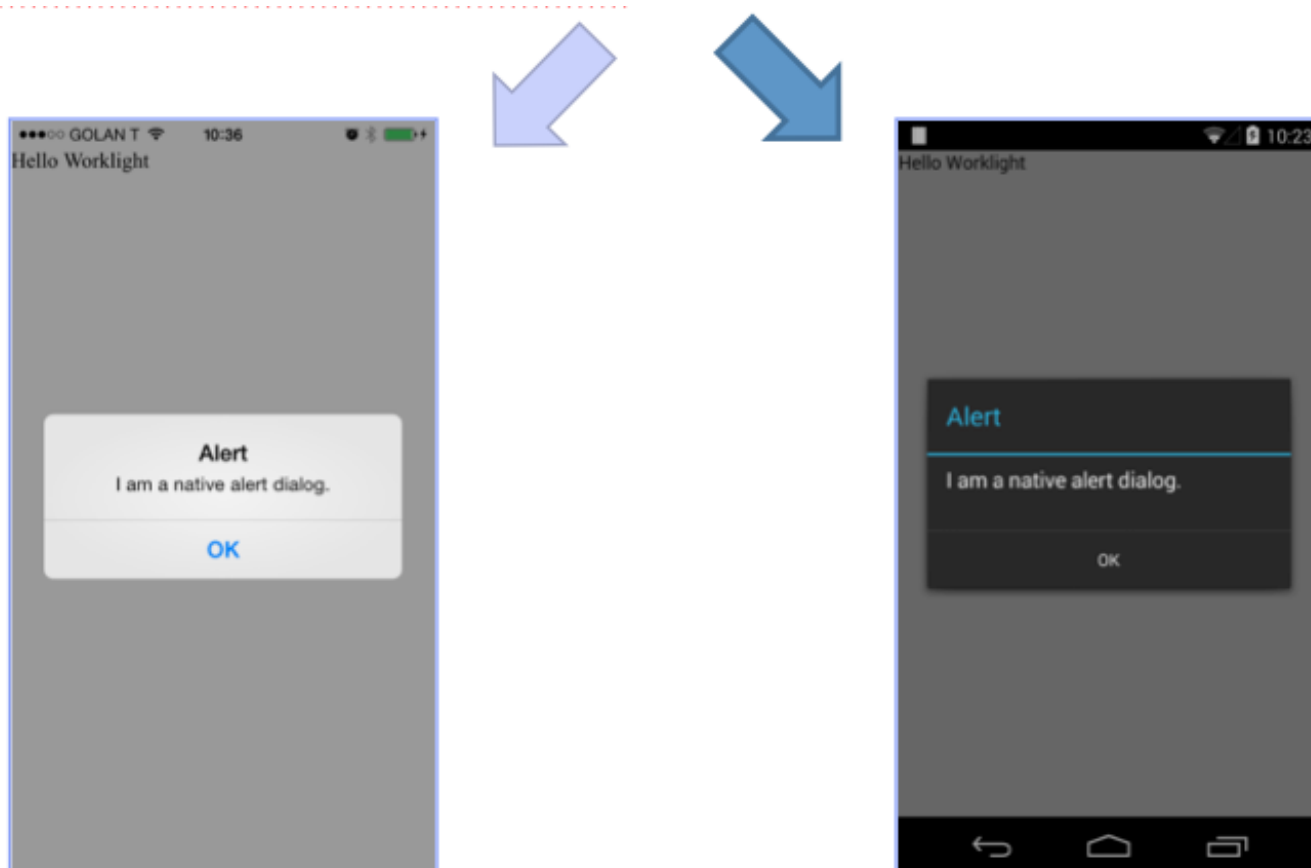 GOLAN T 10:36
Hello Worklight
Alert
I am a native alert dialog.
OK
10:23
Hello Worklight
Alert
I am a native alert dialog.
OK